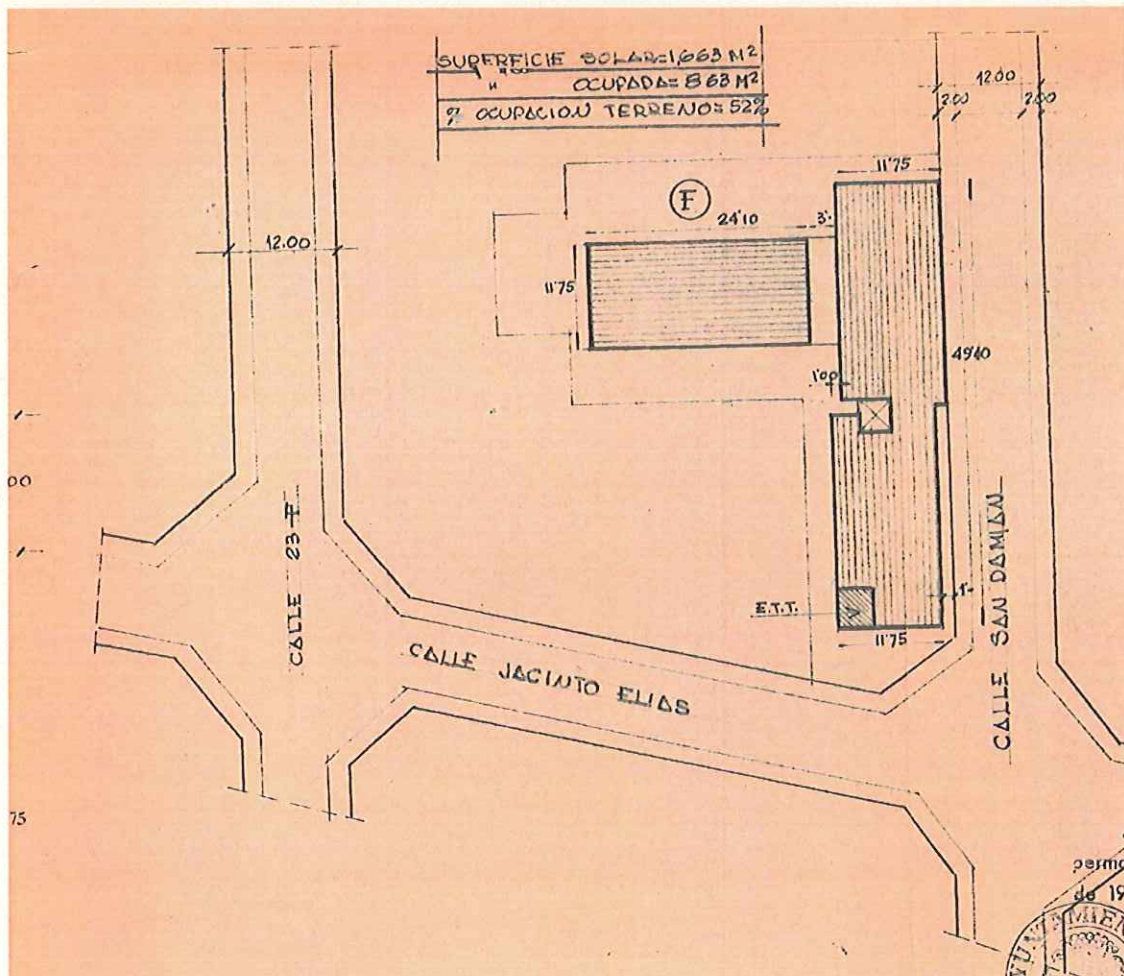 SUPERFICIE SOLAR=1,663 M2
" OCUPADA= 863 M2
% OCUPACION TERRENO= 52%
12.00
2.00 2.00
11'75
F
24'10 3'-
12.00
11'75
49'10
1'00
00
CALLE 23-F
CALLE SAN DAMIAN
E.T.T.
1'-
11'75
CALLE JACINTO ELIAS
75
permo
de 19